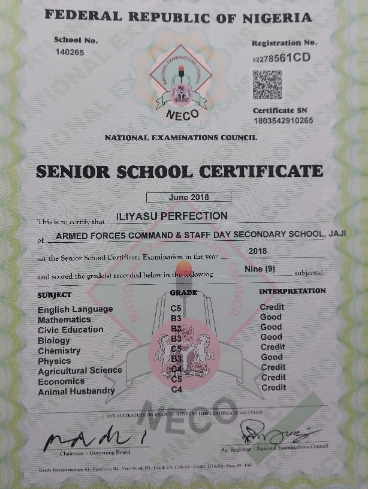 FEDERAL REPUBLIC OF NIGERIA
School No.
140265
Registration No.
78561CD
Certificate SN
1803542910265
NECO
NATIONAL EXAMINATIONS COUNCIL
SENIOR SCHOOL CERTIFICATE
June 2018
This is to certify that ILIYASU PERFECTION
of ARMED FORCES COMMAND & STAFF DAY SECONDARY SCHOOL, JAJI
sat the Senior School Certificate Examination in the year 2018
and scored the grade(s) recorded below in the following Nine (9) subject(s).
SUBJECT GRADE INTERPRETATION
English Language C5 Credit
Mathematics B3 Good
Civic Education B3 Good
Biology B3 Good
Chemistry C5 Credit
Physics B3 Good
Agricultural Science C4 Credit
Economics C5 Credit
Animal Husbandry C4 Credit
NECO
Chairman - Governing Board
Ag. Registrar - National Examinations Council